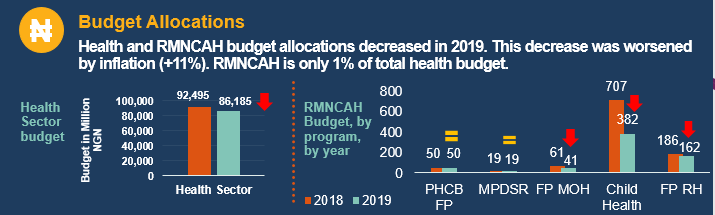 ₦
Budget Allocations
Health and RMNCAH budget allocations decreased in 2019. This decrease was worsened
by inflation (+11%). RMNCAH is only 1% of total health budget.
Health
Sector
budget
Budget in Million
NGN
100,000
80,000
60,000
40,000
20,000
0
92,495
86,185
Health Sector
RMNCAH
Budget, by
program,
by year
800
600
400
200
0
50 50
19 19
61
41
707
382
186
162
PHCB
FP
MPDSR
FP MOH
Child
Health
FP RH
2018
2019